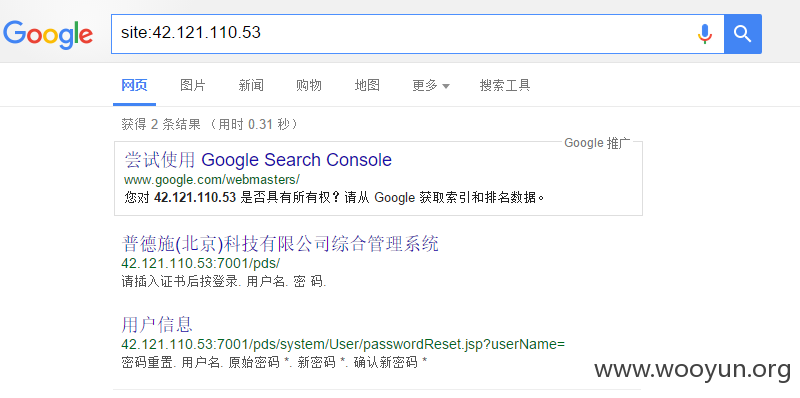 Google
site:42.121.110.53
网页 图片 新闻 购物 地图 更多 搜索工具
获得 2 条结果 （用时 0.31 秒）
Google 推广
尝试使用 Google Search Console
www.google.com/webmasters/
您对 42.121.110.53 是否具有所有权？请从 Google 获取索引和排名数据。
普德施(北京)科技有限公司综合管理系统
42.121.110.53:7001/pds/
请插入证书后按登录. 用户名. 密 码.
用户信息
42.121.110.53:7001/pds/system/User/passwordReset.jsp?userName=
密码重置. 用户名. 原始密码 *. 新密码 *. 确认新密码 *
www.wooyun.org